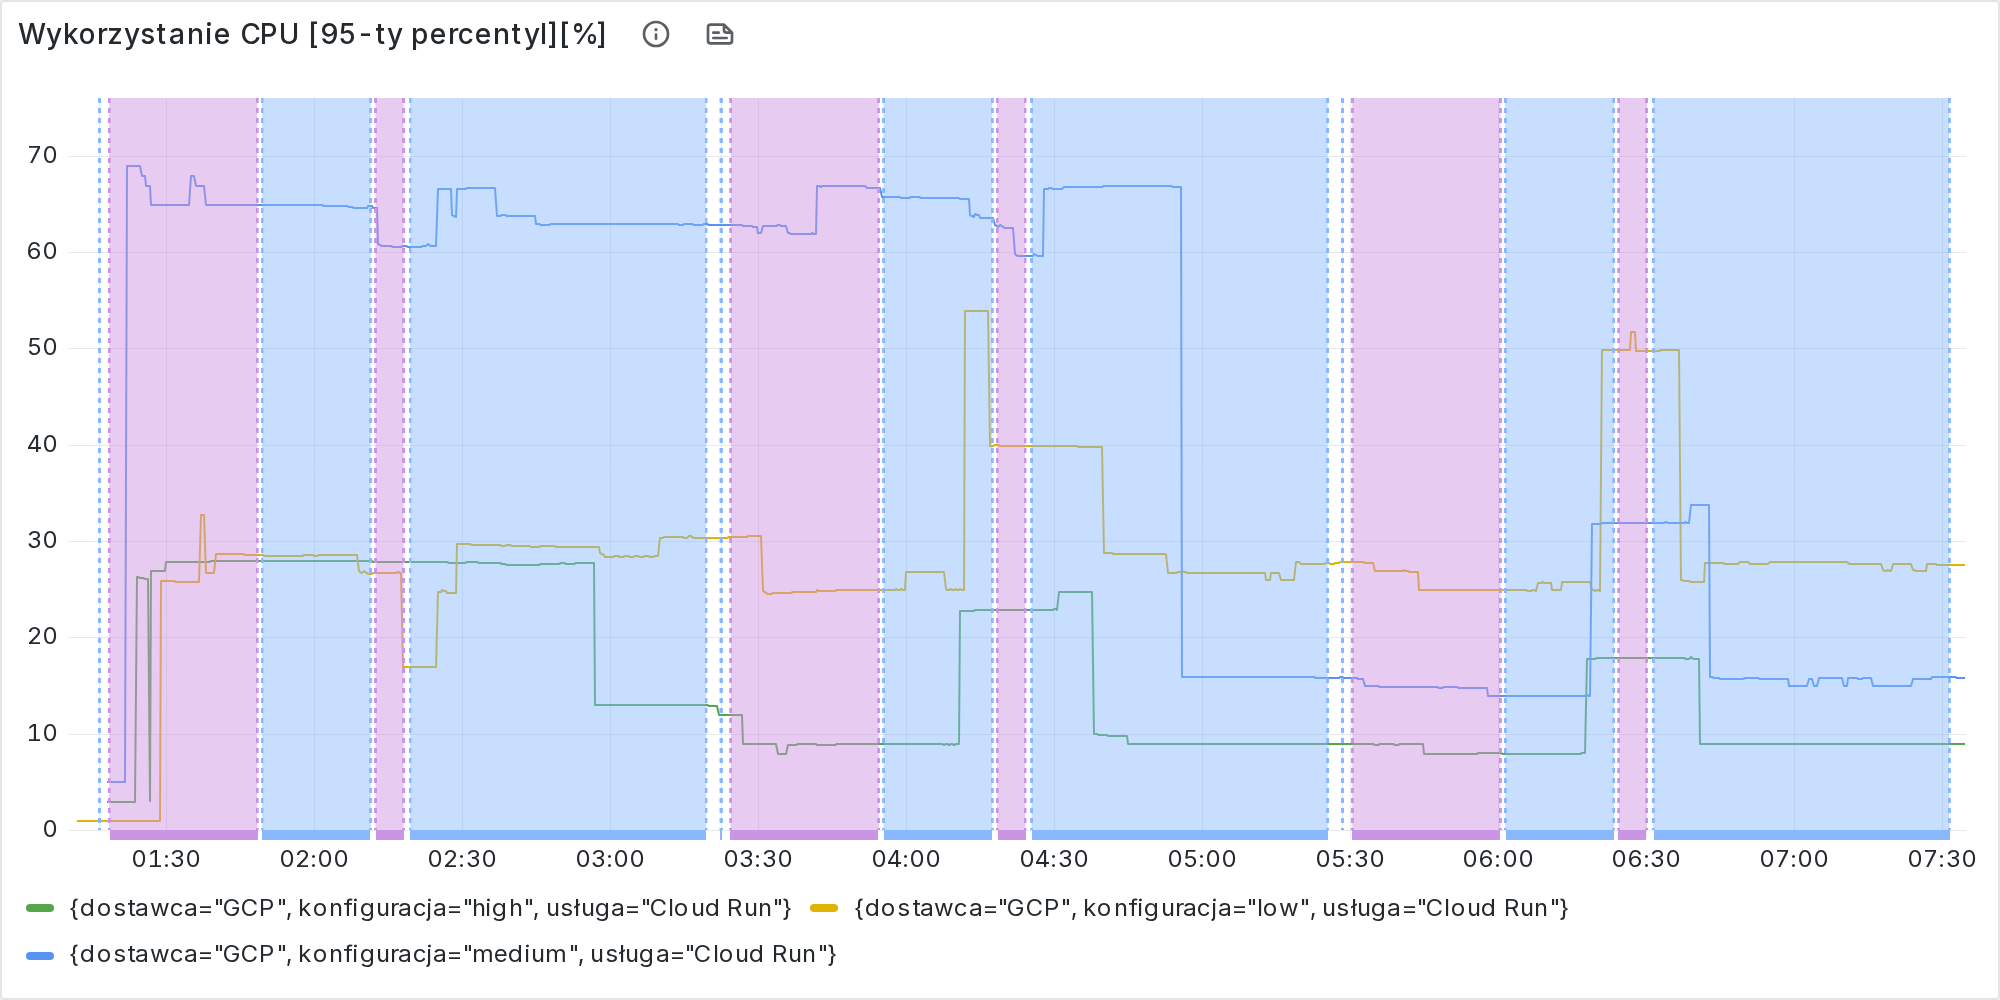 Wykorzystanie CPU [95-ty percentyl][%]
70
60
50
40
30
20
10
0
01:30 02:00 02:30 03:00 03:30 04:00 04:30 05:00 05:30 06:00 06:30 07:00 07:30
{dostawca="GCP", konfiguracja="high", usługa="Cloud Run"} {dostawca="GCP", konfiguracja="low", usługa="Cloud Run"}
{dostawca="GCP", konfiguracja="medium", usługa="Cloud Run"}